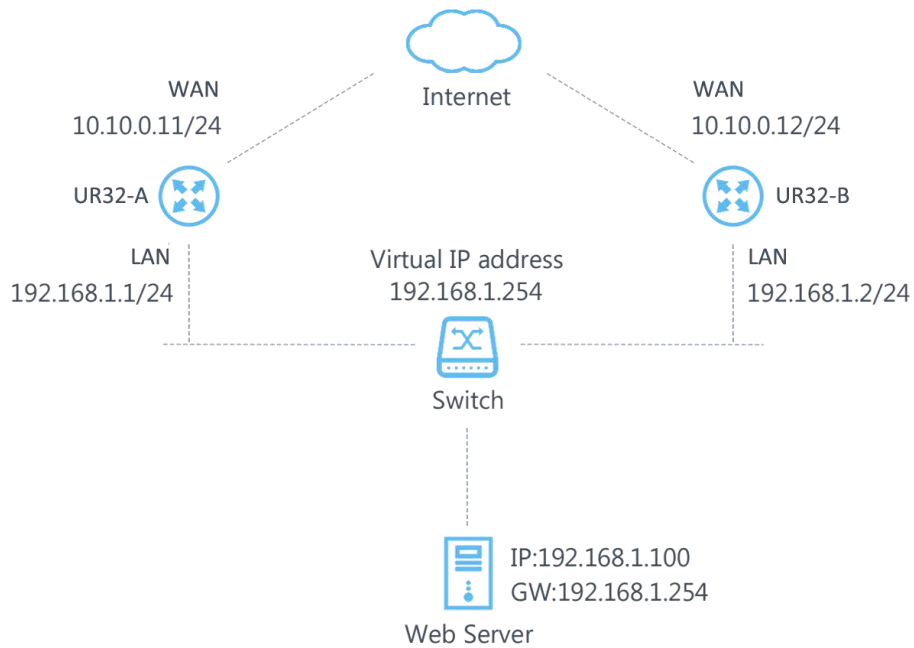 Internet
WAN
10.10.0.11/24
WAN
10.10.0.12/24
UR32-A
UR32-B
LAN
192.168.1.1/24
Virtual IP address
192.168.1.254
LAN
192.168.1.2/24
Switch
IP:192.168.1.100
GW:192.168.1.254
Web Server